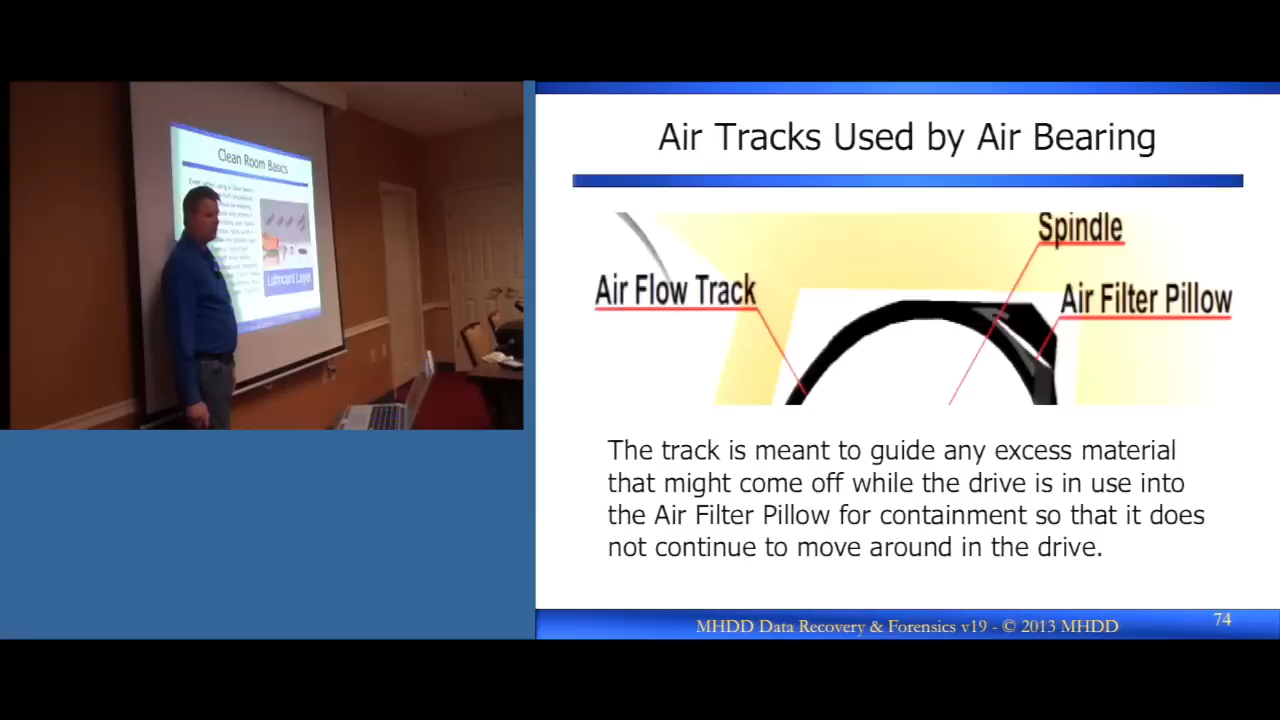 Clean Room Basics
Lubricant Layer
Air Tracks Used by Air Bearing
Spindle
Air Flow Track
Air Filter Pillow
The track is meant to guide any excess material
that might come off while the drive is in use into
the Air Filter Pillow for containment so that it does
not continue to move around in the drive.
MHDD Data Recovery & Forensics v19 - © 2013 MHDD
74